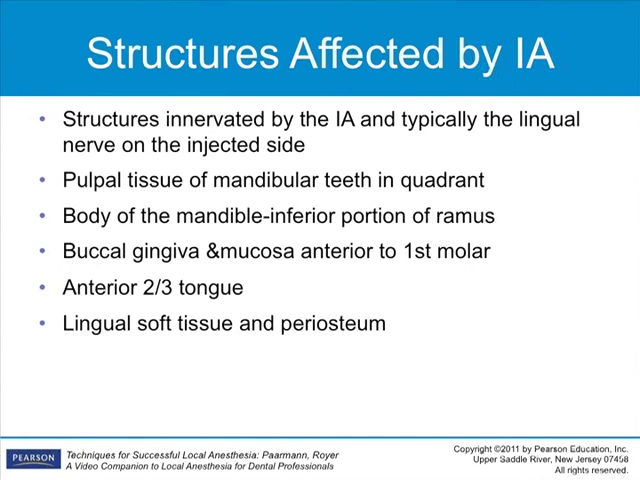 Structures Affected by IA
• Structures innervated by the IA and typically the lingual
nerve on the injected side
• Pulpal tissue of mandibular teeth in quadrant
• Body of the mandible-inferior portion of ramus
• Buccal gingiva &mucosa anterior to 1st molar
• Anterior 2/3 tongue
• Lingual soft tissue and periosteum
PEARSON
Techniques for Successful Local Anesthesia: Paarmann, Royer
A Video Companion to Local Anesthesia for Dental Professionals
Copyright ©2011 by Pearson Education, Inc.
Upper Saddle River, New Jersey 07458
All rights reserved.